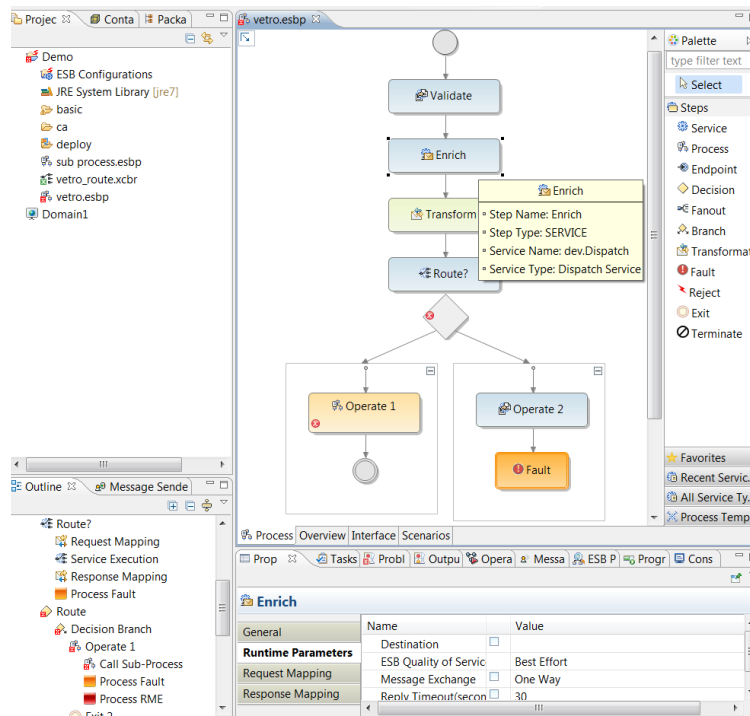 Projec
Conta
Packa
Demo
ESB Configurations
JRE System Library [jre7]
basic
ca
deploy
sub process.esbp
vetro_route.xcbr
vetro.esbp
Domain1
Outline
Message Sende
Route?
Request Mapping
Service Execution
Response Mapping
Process Fault
Route
Decision Branch
Operate 1
Call Sub-Process
Process Fault
Process RME
Exit 2
vetro.esbp
Validate
Enrich
Transform
Route?
Enrich
Step Name: Enrich
Step Type: SERVICE
Service Name: dev.Dispatch
Service Type: Dispatch Service
Operate 1
Operate 2
Fault
Process
Overview
Interface
Scenarios
Palette
type filter text
Select
Steps
Service
Process
Endpoint
Decision
Fanout
Branch
Transformat
Fault
Reject
Exit
Terminate
Favorites
Recent Servic.
All Service Ty.
Process Temp
Prop
Tasks
Probl
Outpu
Opera
Messa
ESB P
Progr
Cons
Enrich
General
Runtime Parameters
Request Mapping
Response Mapping
Name Value
Destination
ESB Quality of Servic Best Effort
Message Exchange One Way
Reply Timeout(secon 30